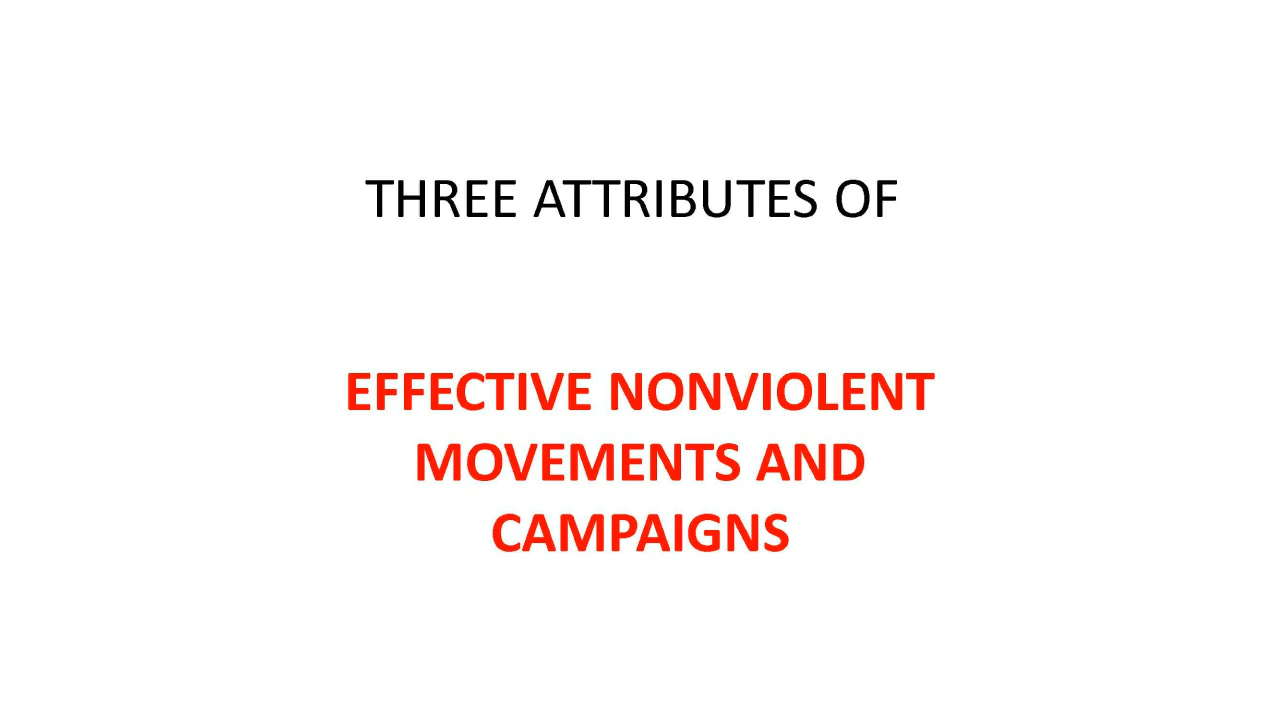 THREE ATTRIBUTES OF
EFFECTIVE NONVIOLENT
MOVEMENTS AND
CAMPAIGNS